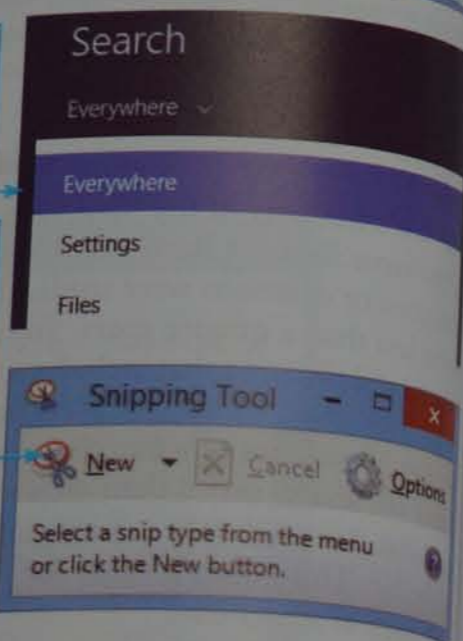 Search
Everywhere
Everywhere
Settings
Files
Snipping Tool
New Cancel Options
Select a snip type from the menu
or click the New button.